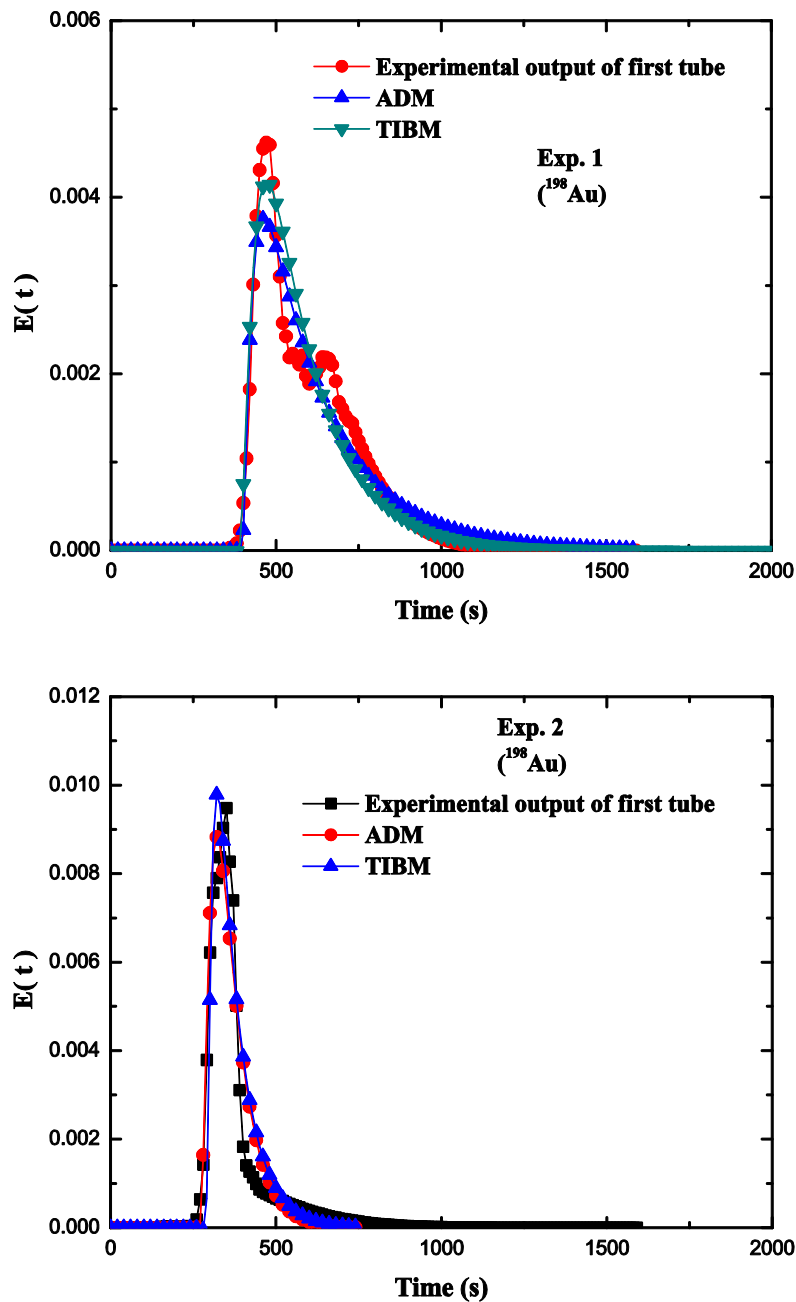 0.006
0.004
0.002
0.000
E( t )
Experimental output of first tube
ADM
TIBM
Exp. 1
(¹⁹⁸Au)
0
500
1000
1500
2000
Time (s)
0.012
0.010
0.008
0.006
0.004
0.002
0.000
E( t )
Exp. 2
(¹⁹⁸Au)
Experimental output of first tube
ADM
TIBM
0
500
1000
1500
2000
Time (s)